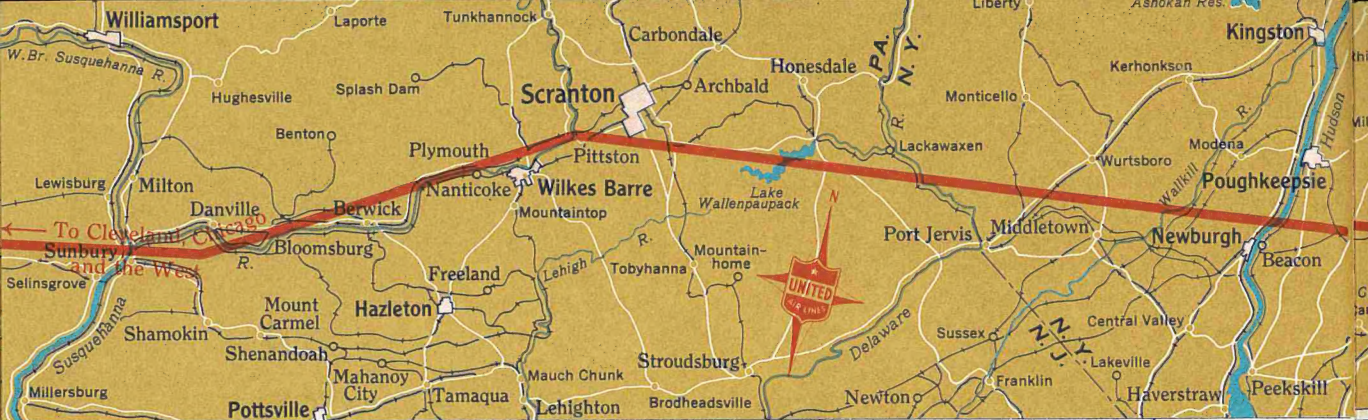 Williamsport
Laporte
Tunkhannock
Carbondale
PA.
N. Y.
Liberty
Ashokan Res.
Kingston
W.Br. Susquehanna R.
Hughesville
Splash Dam
Scranton
Archbald
Honesdale
Monticello
Kerhonkson
Hudson
Benton
Plymouth
Pittston
R.
Lackawaxen
Wurtsboro
Modena
R.
Wallkill
Lewisburg
Milton
Nanticoke
Wilkes Barre
Lake
Wallenpaupack
Poughkeepsie
Danville
Berwick
Mountaintop
N
To Cleveland, Chicago
and the West
Sunbury
R.
Bloomsburg
Lehigh
R.
Tobyhanna
Mountain-
home
Port Jervis
Middletown
Newburgh
Beacon
Selinsgrove
Freeland
UNITED
AIR LINES
Susquehanna
Shamokin
Mount
Carmel
Hazleton
Delaware
Sussex
N. Y.
N. J.
Central Valley
Shenandoah
Stroudsburg
Lakeville
Millersburg
Mahanoy
City
Mauch Chunk
Franklin
Pottsville
Tamaqua
Lehighton
Brodheadsville
Newton
Haverstraw
Peekskill